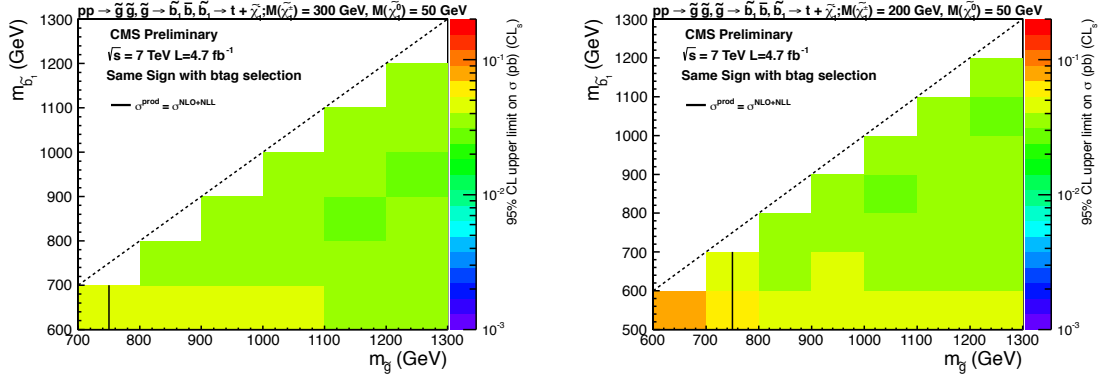 pp → g̃ g̃, g̃ → b̃₁ b̄, b̃₁ → t + χ̃₁⁻;M(χ̃₁⁺) = 300 GeV, M(χ̃₁⁰) = 50 GeV
CMS Preliminary
√s = 7 TeV L=4.7 fb⁻¹
Same Sign with btag selection
σᵖʳᵒᵈ = σᴺᴸᴼ⁺ᴺᴸᴸ
m_b̃₁ (GeV)
1300
1200
1100
1000
900
800
700
600
700 800 900 1000 1100 1200 1300
m_g̃ (GeV)
10⁻¹
10⁻²
10⁻³
95% CL upper limit on σ (pb) (CLₛ)
pp → g̃ g̃, g̃ → b̃₁ b̄, b̃₁ → t + χ̃₁⁻;M(χ̃₁⁺) = 200 GeV, M(χ̃₁⁰) = 50 GeV
CMS Preliminary
√s = 7 TeV L=4.7 fb⁻¹
Same Sign with btag selection
σᵖʳᵒᵈ = σᴺᴸᴼ⁺ᴺᴸᴸ
m_b̃₁ (GeV)
1300
1200
1100
1000
900
800
700
600
500
600 700 800 900 1000 1100 1200 1300
m_g̃ (GeV)
10⁻¹
10⁻²
10⁻³
95% CL upper limit on σ (pb) (CLₛ)